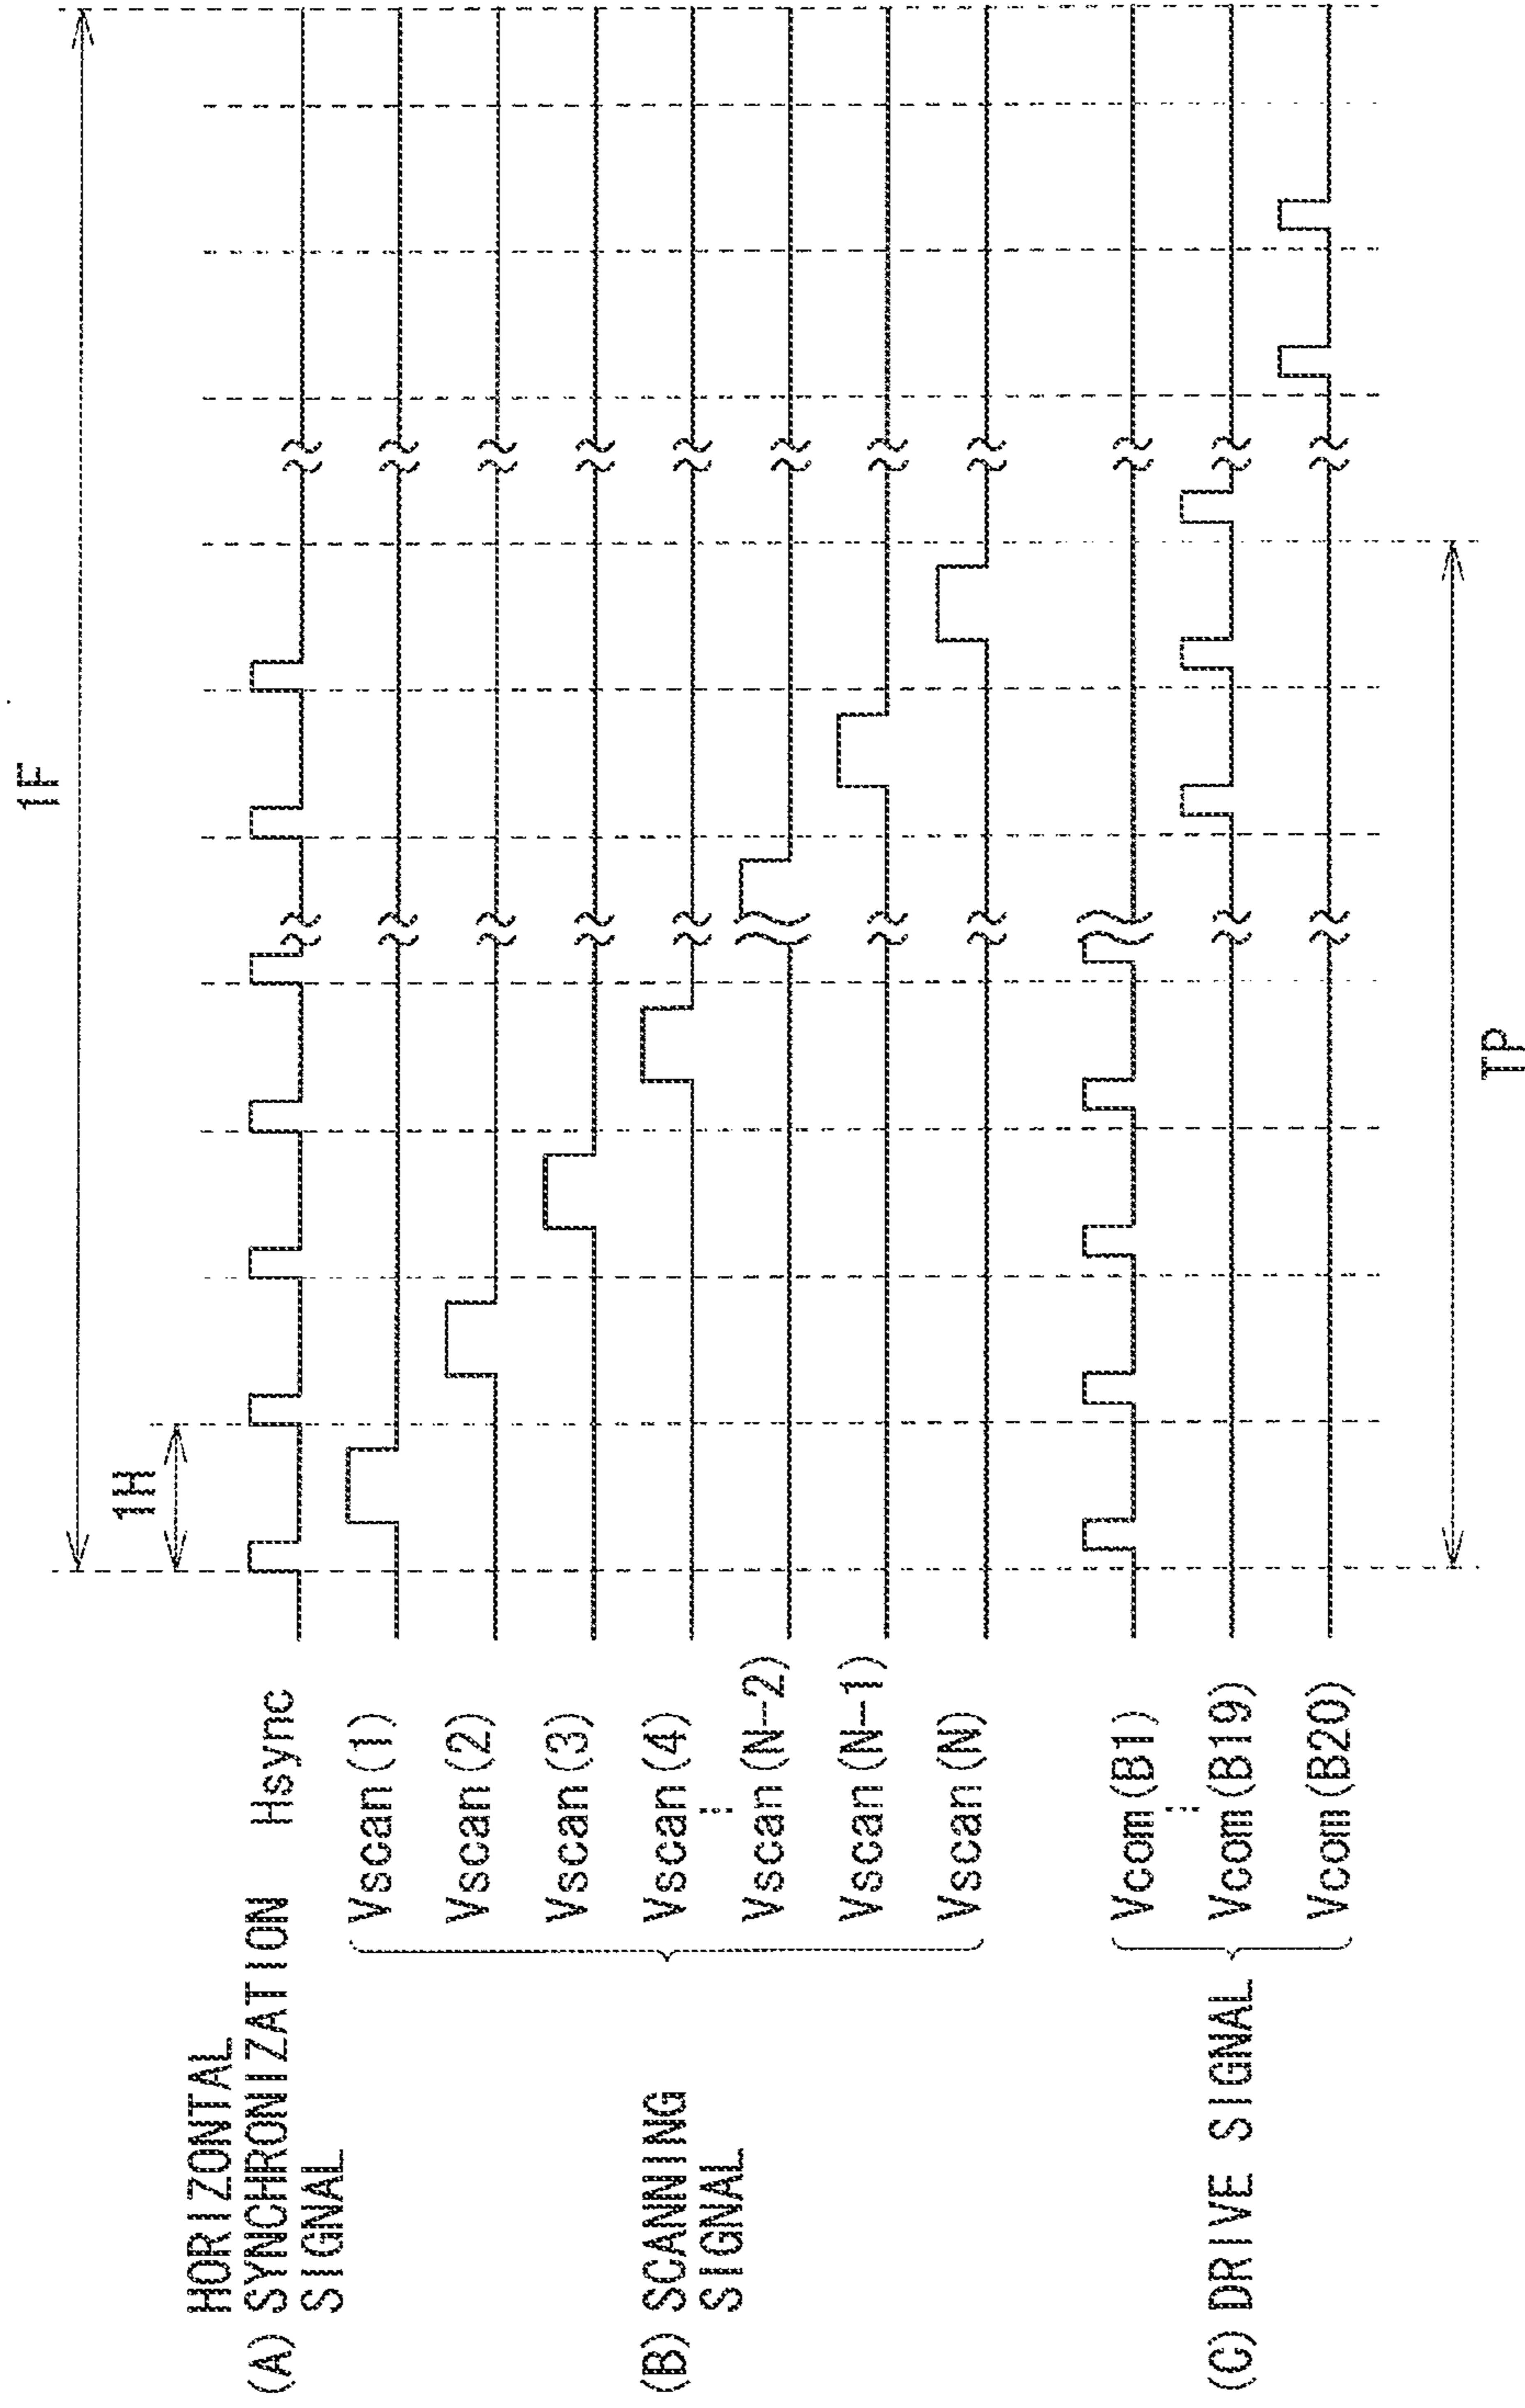 1F
1H
HORIZONTAL
(A) SYNCHRONIZATION Hsync
SIGNAL
Vscan(1)
Vscan(2)
Vscan(3)
(B) SCANNING Vscan(4)
SIGNAL Vscan(N-2)
Vscan(N-1)
Vscan(N)
Vcom(B1)
(C) DRIVE SIGNAL Vcom(B19)
Vcom(B20)
TP